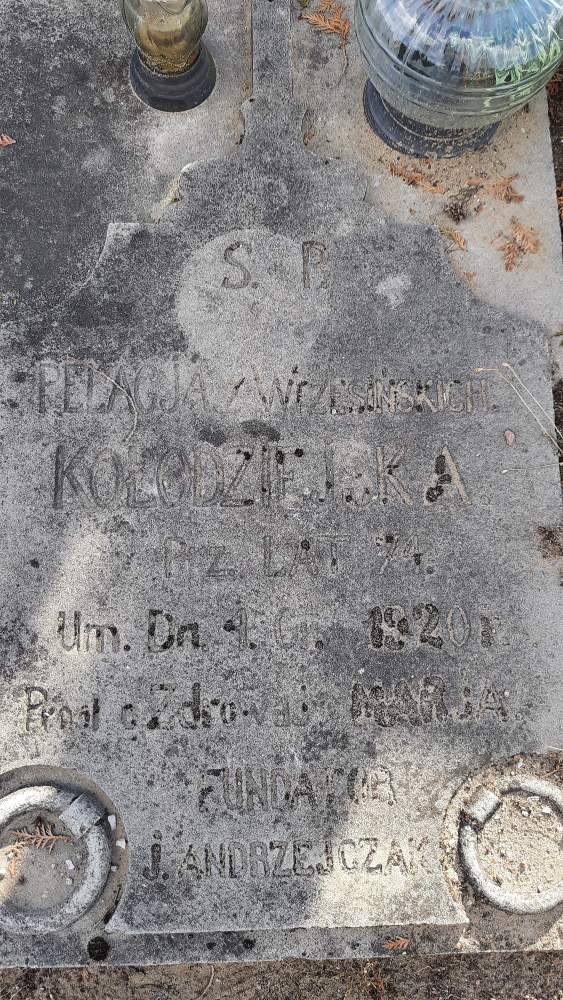 S. P.
PELAGJA z WRZESIŃSKICH
KOŁODZIEJSKA.
Prz. LAT 74.
Um. Dn. 1. G. 1920 r.
Prosi o Zdrowaś MARJA.
FUNDATOR
J. ANDRZEJCZAK